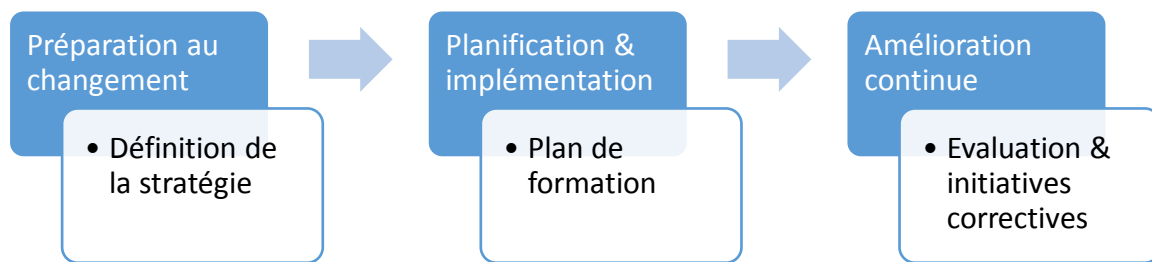 Préparation au
changement
• Définition de
la stratégie
Planification &
implémentation
• Plan de
formation
Amélioration
continue
• Evaluation &
initiatives
correctives